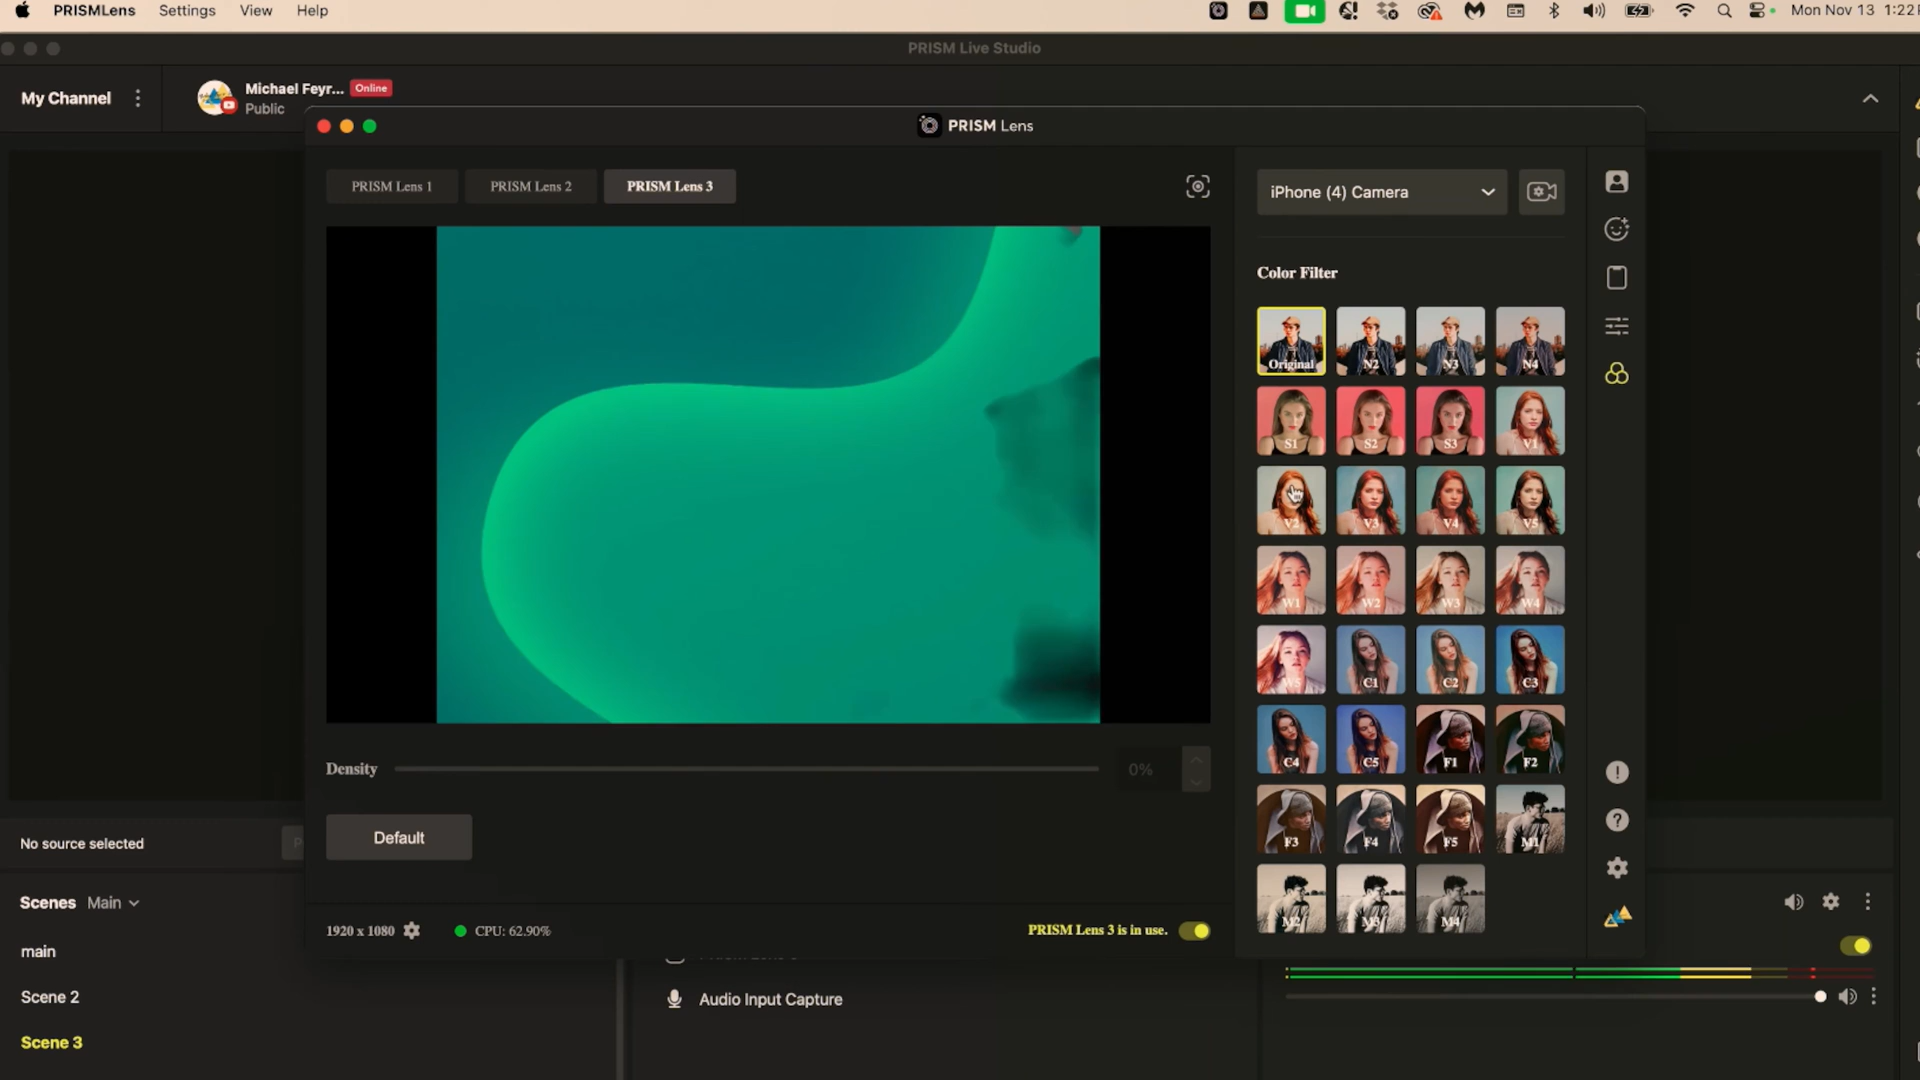 PRISMLens Settings View Help
Mon Nov 13 1:22
PRISM Live Studio
My Channel
Michael Feyr... Online
Public
PRISM Lens
PRISM Lens 1 PRISM Lens 2 PRISM Lens 3
iPhone (4) Camera
Color Filter
Original N2 N3 N4
S1 S2 S3 V1
V2 V3 V4 V5
W1 W2 W3 W4
W5 C1 C2 C3
C4 C5 F1 F2
F3 F4 F5 M1
M2 M3 M4
Density 0%
Default
No source selected
Scenes Main
1920 x 1080 CPU: 62.90%
PRISM Lens 3 is in use.
main
Scene 2
Audio Input Capture
Scene 3